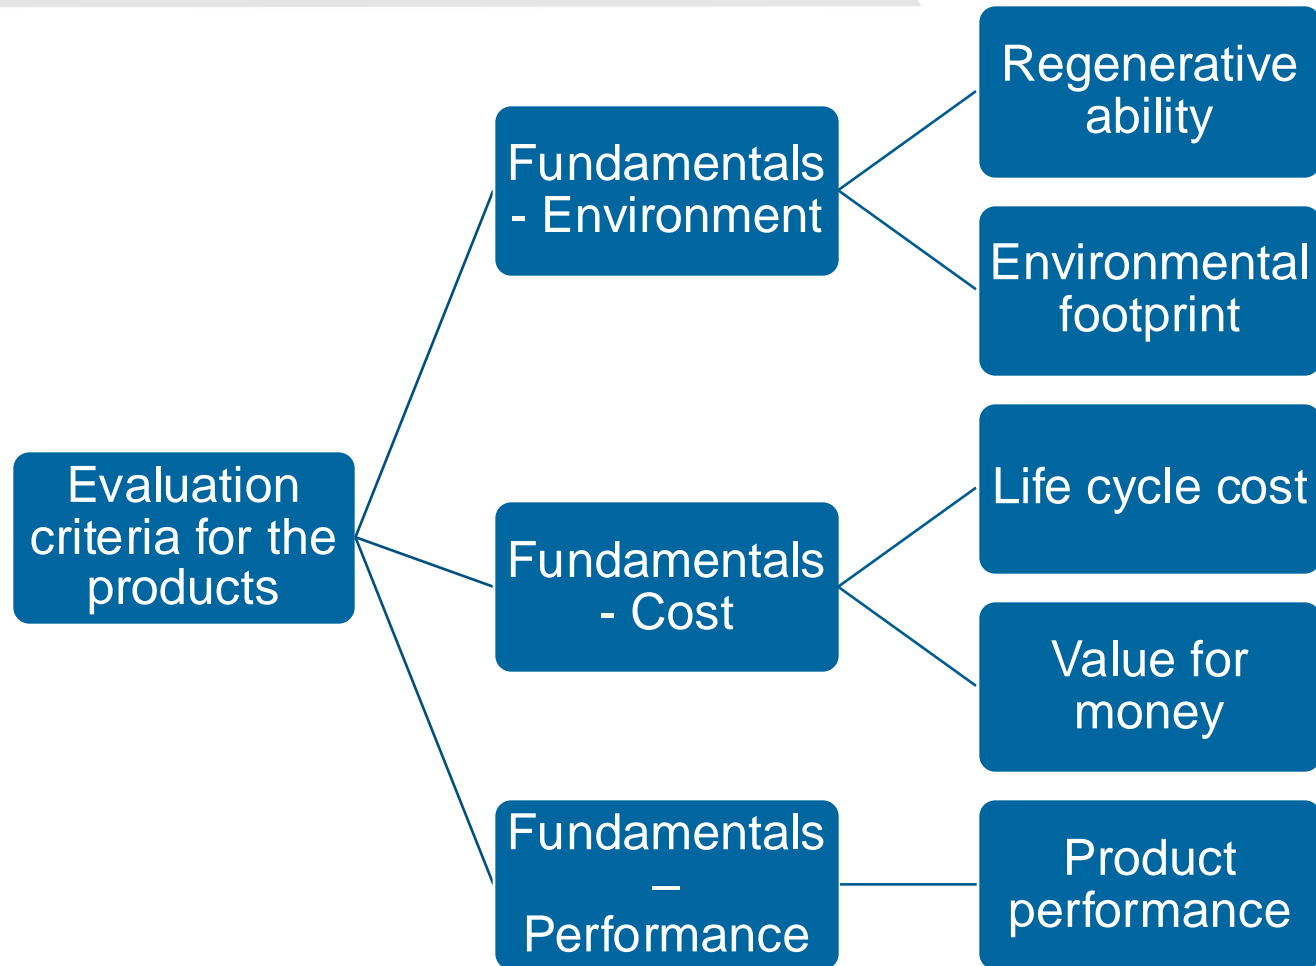 Evaluation
criteria for the
products
Fundamentals
- Environment
Regenerative
ability
Environmental
footprint
Fundamentals
- Cost
Life cycle cost
Value for
money
Fundamentals
–
Performance
Product
performance